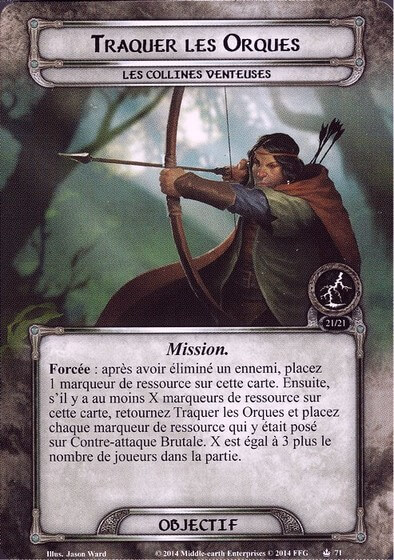 Traquer les Orques
Les Collines Venteuses
21/21
Mission.
Forcée : après avoir éliminé un ennemi, placez
1 marqueur de ressource sur cette carte. Ensuite,
s'il y a au moins X marqueurs de ressource sur
cette carte, retournez Traquer les Orques et placez
chaque marqueur de ressource qui y était posé
sur Contre-attaque Brutale. X est égal à 3 plus le
nombre de joueurs dans la partie.
Objectif
Illus. Jason Ward © 2014 Middle-earth Enterprises © 2014 FFG 71